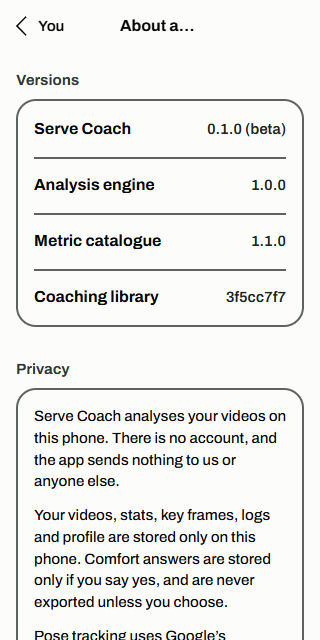 You
About a...
Versions
Serve Coach 0.1.0 (beta)
Analysis engine 1.0.0
Metric catalogue 1.1.0
Coaching library 3f5cc7f7
Privacy
Serve Coach analyses your videos on
this phone. There is no account, and
the app sends nothing to us or
anyone else.
Your videos, stats, key frames, logs
and profile are stored only on this
phone. Comfort answers are stored
only if you say yes, and are never
exported unless you choose.
Pose tracking uses Google’s